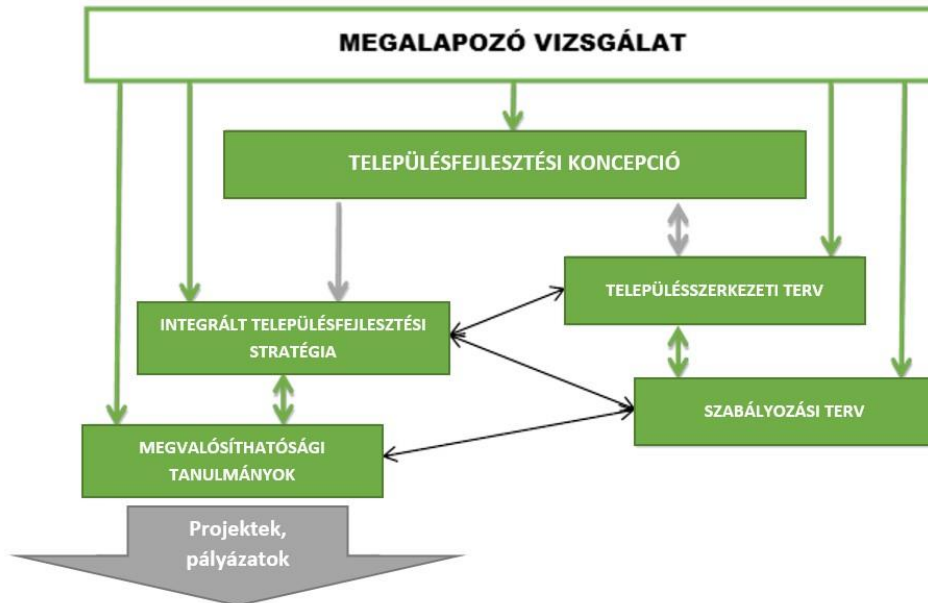 MEGALAPOZÓ VIZSGÁLAT
TELEPÜLÉSFEJLESZTÉSI KONCEPCIÓ
TELEPÜLÉSSZERKEZETI TERV
INTEGRÁLT TELEPÜLÉSFEJLESZTÉSI
STRATÉGIA
SZABÁLYOZÁSI TERV
MEGVALÓSÍTHATÓSÁGI
TANULMÁNYOK
Projektek,
pályázatok